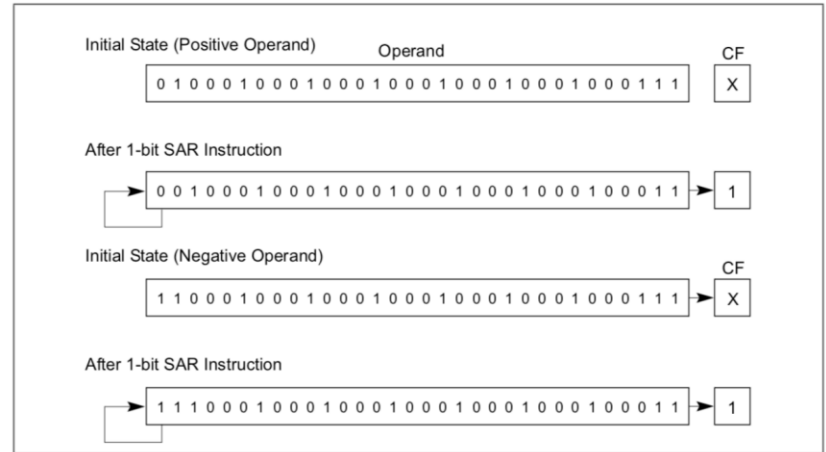 Initial State (Positive Operand)
Operand
CF
0 1 0 0 0 1 0 0 0 1 0 0 0 1 0 0 0 1 0 0 0 1 0 0 0 1 0 0 0 1 1 1
X
After 1-bit SAR Instruction
0 0 1 0 0 0 1 0 0 0 1 0 0 0 1 0 0 0 1 0 0 0 1 0 0 0 1 0 0 0 1 1
1
Initial State (Negative Operand)
CF
1 1 0 0 0 1 0 0 0 1 0 0 0 1 0 0 0 1 0 0 0 1 0 0 0 1 0 0 0 1 1 1
X
After 1-bit SAR Instruction
1 1 1 0 0 0 1 0 0 0 1 0 0 0 1 0 0 0 1 0 0 0 1 0 0 0 1 0 0 0 1 1
1